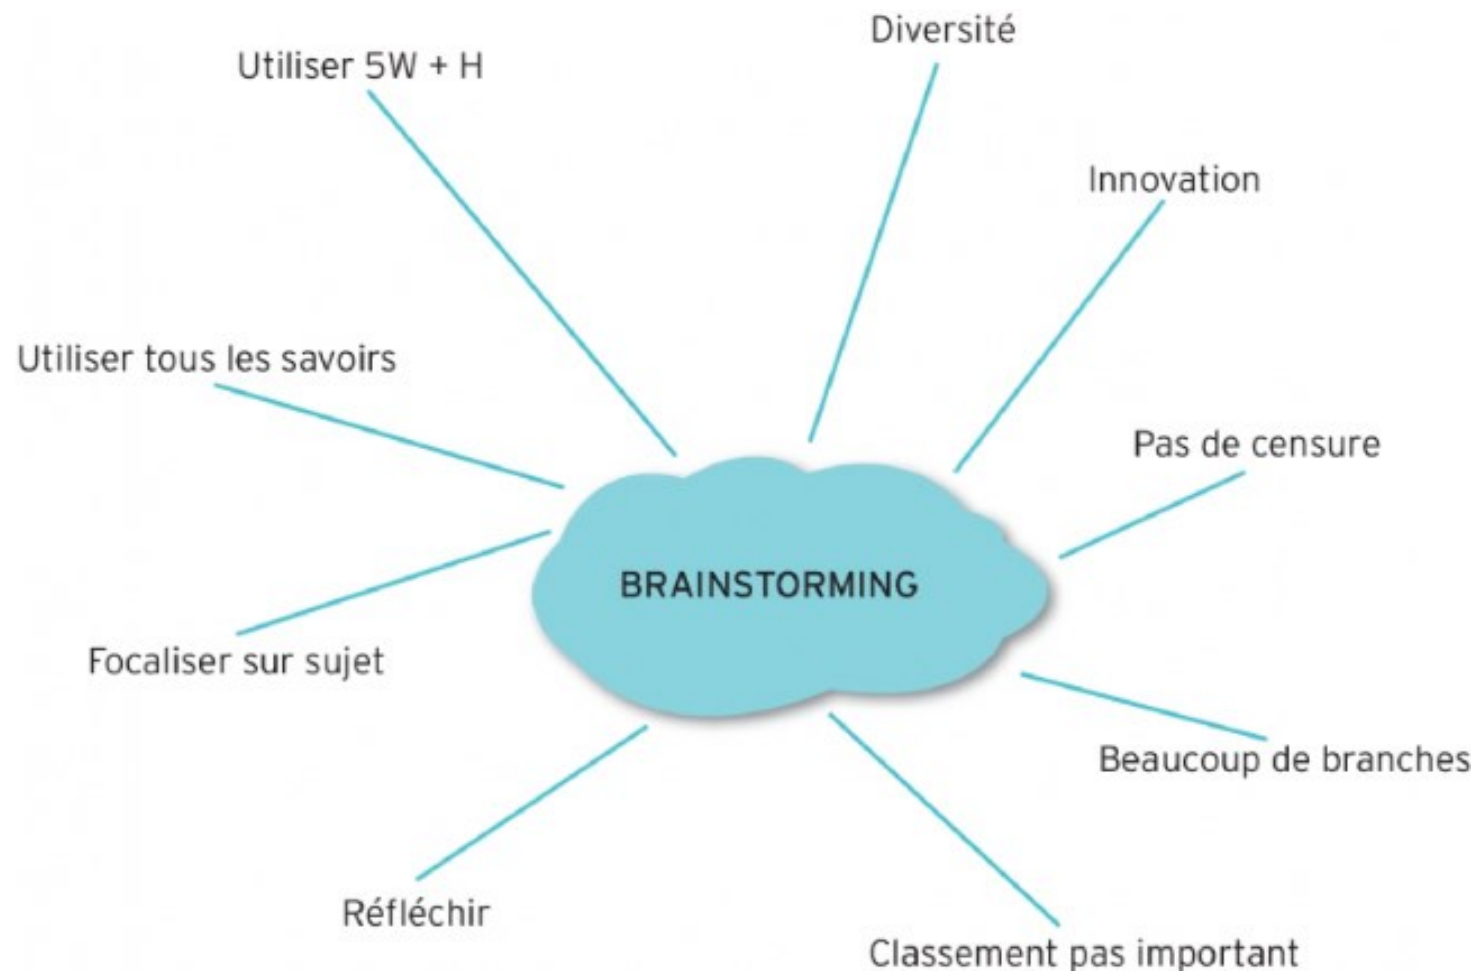 Diversité
Utiliser 5W + H
Innovation
Utiliser tous les savoirs
Pas de censure
BRAINSTORMING
Focaliser sur sujet
Beaucoup de branches
Réfléchir
Classement pas important